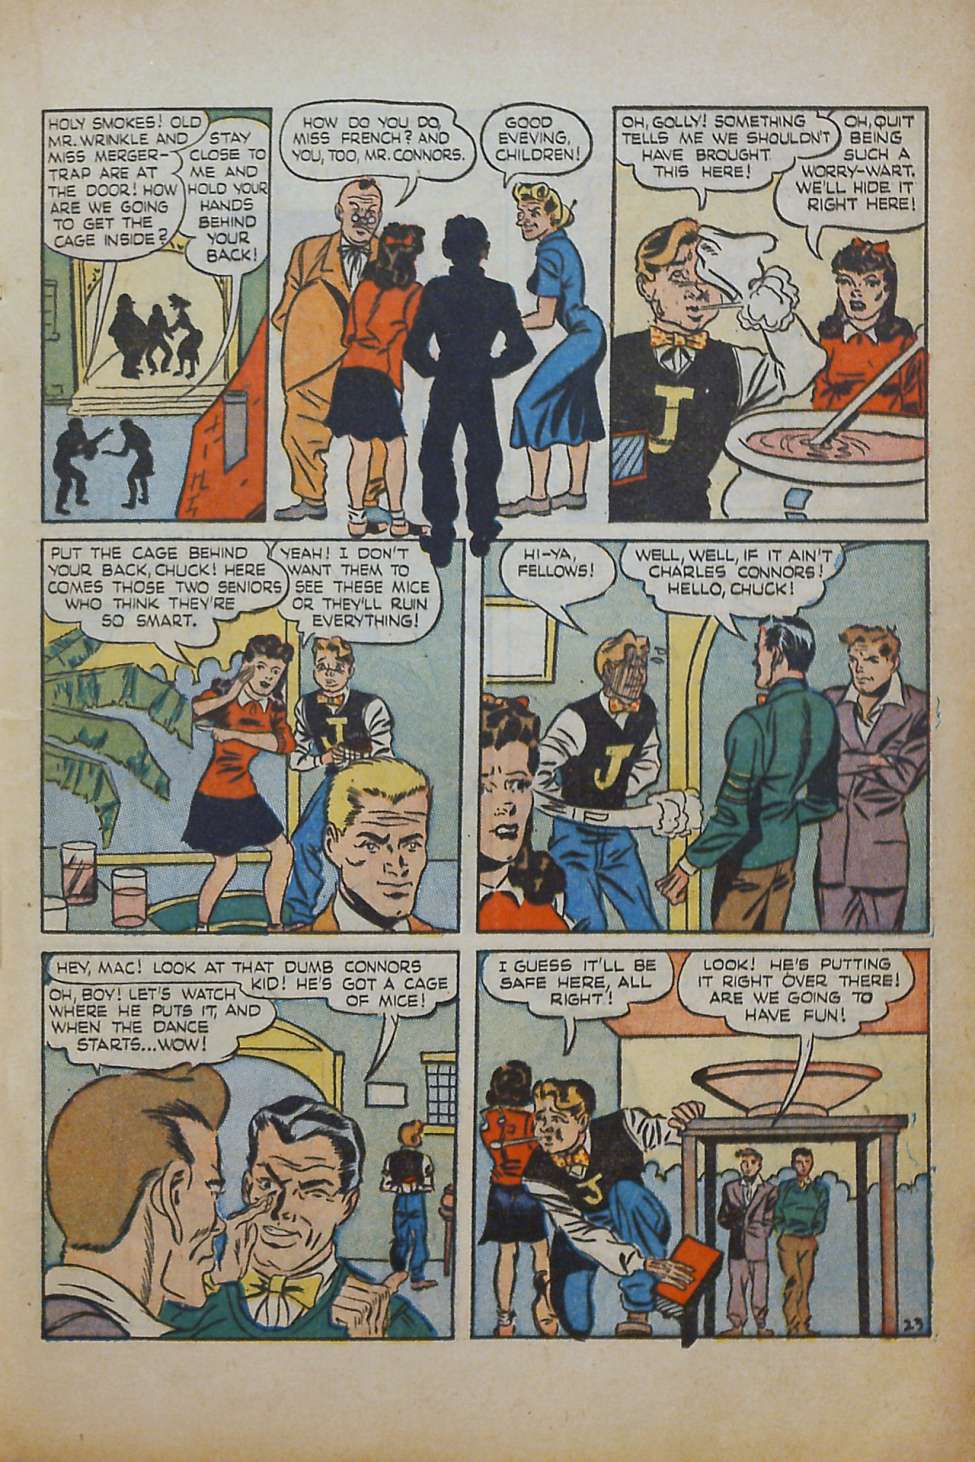 HOLY SMOKES! OLD
MR. WRINKLE AND
MISS MERGER-
TRAP ARE AT
THE DOOR! HOW
ARE WE GOING
TO GET THE
CAGE INSIDE?
STAY
CLOSE TO
ME AND
HOLD YOUR
HANDS
BEHIND
YOUR
BACK!
HOW DO YOU DO,
MISS FRENCH? AND
YOU, TOO, MR. CONNORS.
GOOD
EVEVING,
CHILDREN!
OH, GOLLY! SOMETHING
TELLS ME WE SHOULDN'T
HAVE BROUGHT
THIS HERE!
OH, QUIT
BEING
SUCH A
WORRY-WART.
WE'LL HIDE IT
RIGHT HERE!
J
PUT THE CAGE BEHIND
YOUR BACK, CHUCK! HERE
COMES THOSE TWO SENIORS
WHO THINK THEY'RE
SO SMART.
YEAH! I DON'T
WANT THEM TO
SEE THESE MICE
OR THEY'LL RUIN
EVERYTHING!
J
HI-YA,
FELLOWS!
WELL, WELL, IF IT AIN'T
CHARLES CONNORS!
HELLO, CHUCK!
J
HEY, MAC! LOOK AT THAT DUMB CONNORS
KID! HE'S GOT A CAGE
OF MICE!
OH, BOY! LET'S WATCH
WHERE HE PUTS IT, AND
WHEN THE DANCE
STARTS...WOW!
I GUESS IT'LL BE
SAFE HERE, ALL
RIGHT!
LOOK! HE'S PUTTING
IT RIGHT OVER THERE!
ARE WE GOING TO
HAVE FUN!
J
23